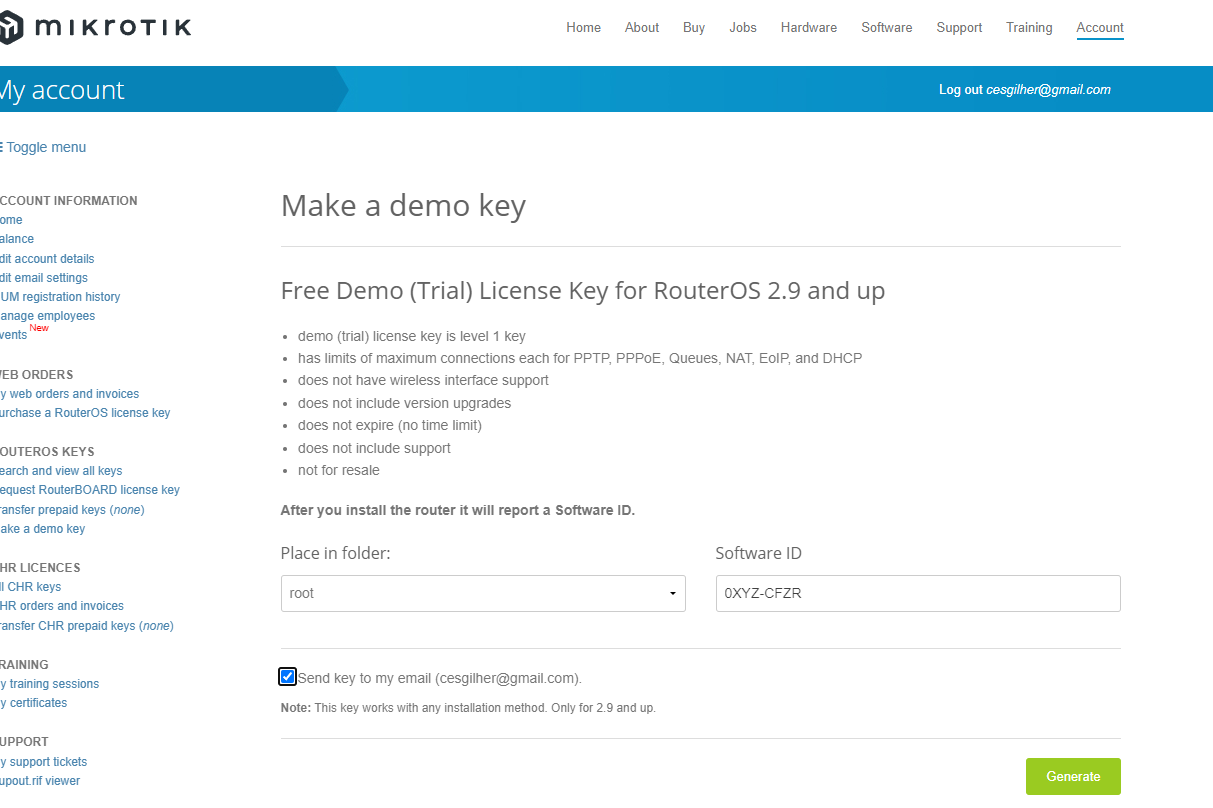 mikrotik
Home About Buy Jobs Hardware Software Support Training Account
My account
Log out cesgilher@gmail.com
Toggle menu
CCOUNT INFORMATION
ome
alance
dit account details
dit email settings
UM registration history
anage employees
vents New
EB ORDERS
y web orders and invoices
urchase a RouterOS license key
OUTEROS KEYS
earch and view all keys
equest RouterBOARD license key
ransfer prepaid keys (none)
ake a demo key
HR LICENCES
ll CHR keys
HR orders and invoices
ransfer CHR prepaid keys (none)
RAINING
y training sessions
y certificates
UPPORT
y support tickets
upout.rif viewer
Make a demo key
Free Demo (Trial) License Key for RouterOS 2.9 and up
demo (trial) license key is level 1 key
has limits of maximum connections each for PPTP, PPPoE, Queues, NAT, EoIP, and DHCP
does not have wireless interface support
does not include version upgrades
does not expire (no time limit)
does not include support
not for resale
After you install the router it will report a Software ID.
Place in folder:
root
Software ID
0XYZ-CFZR
Send key to my email (cesgilher@gmail.com).
Note: This key works with any installation method. Only for 2.9 and up.
Generate